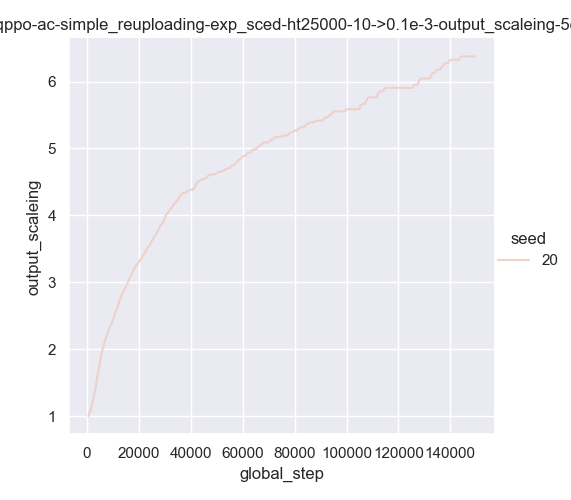 qppo-ac-simple_reuploading-exp_sced-ht25000-10->0.1e-3-output_scaleing-5
output_scaleing
6
5
4
3
2
1
0 20000 40000 60000 80000 100000 120000 140000
global_step
seed
20